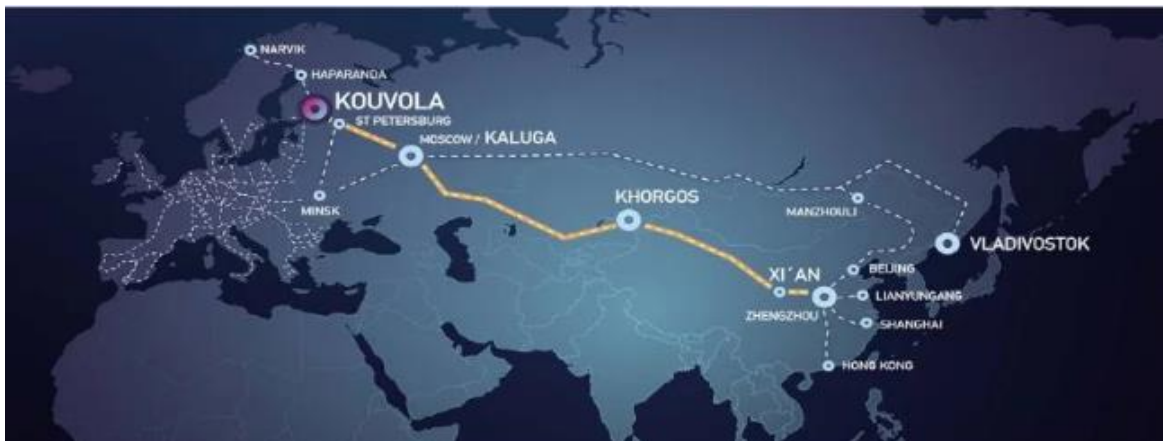 NARVIK
HAPARANDA
KOUVOLA
ST PETERSBURG
MOSCOW / KALUGA
MINSK
KHORGOS
MANZHOULI
VLADIVOSTOK
XI´AN
BEIJING
ZHENGZHOU
LIANYUNGANG
SHANGHAI
HONG KONG